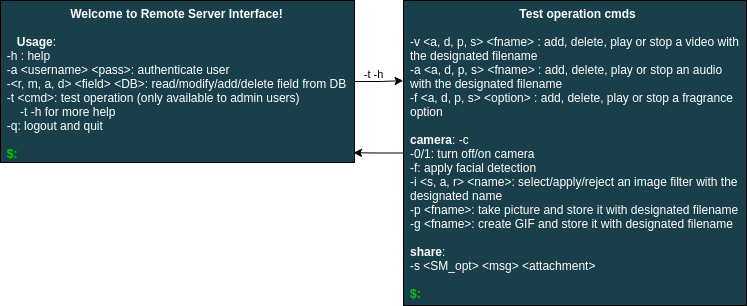 Welcome to Remote Server Interface!
Usage:
-h : help
-a <username> <pass>: authenticate user
-<r, m, a, d> <field> <DB>: read/modify/add/delete field from DB
-t <cmd>: test operation (only available to admin users)
-t -h for more help
-q: logout and quit
$:
-t -h
Test operation cmds
-v <a, d, p, s> <fname> : add, delete, play or stop a video with
the designated filename
-a <a, d, p, s> <fname> : add, delete, play or stop an audio
with the designated filename
-f <a, d, p, s> <option> : add, delete, play or stop a fragrance
option
camera: -c
-0/1: turn off/on camera
-f: apply facial detection
-i <s, a, r> <name>: select/apply/reject an image filter with the
designated name
-p <fname>: take picture and store it with designated filename
-g <fname>: create GIF and store it with designated filename
share:
-s <SM_opt> <msg> <attachment>
$: